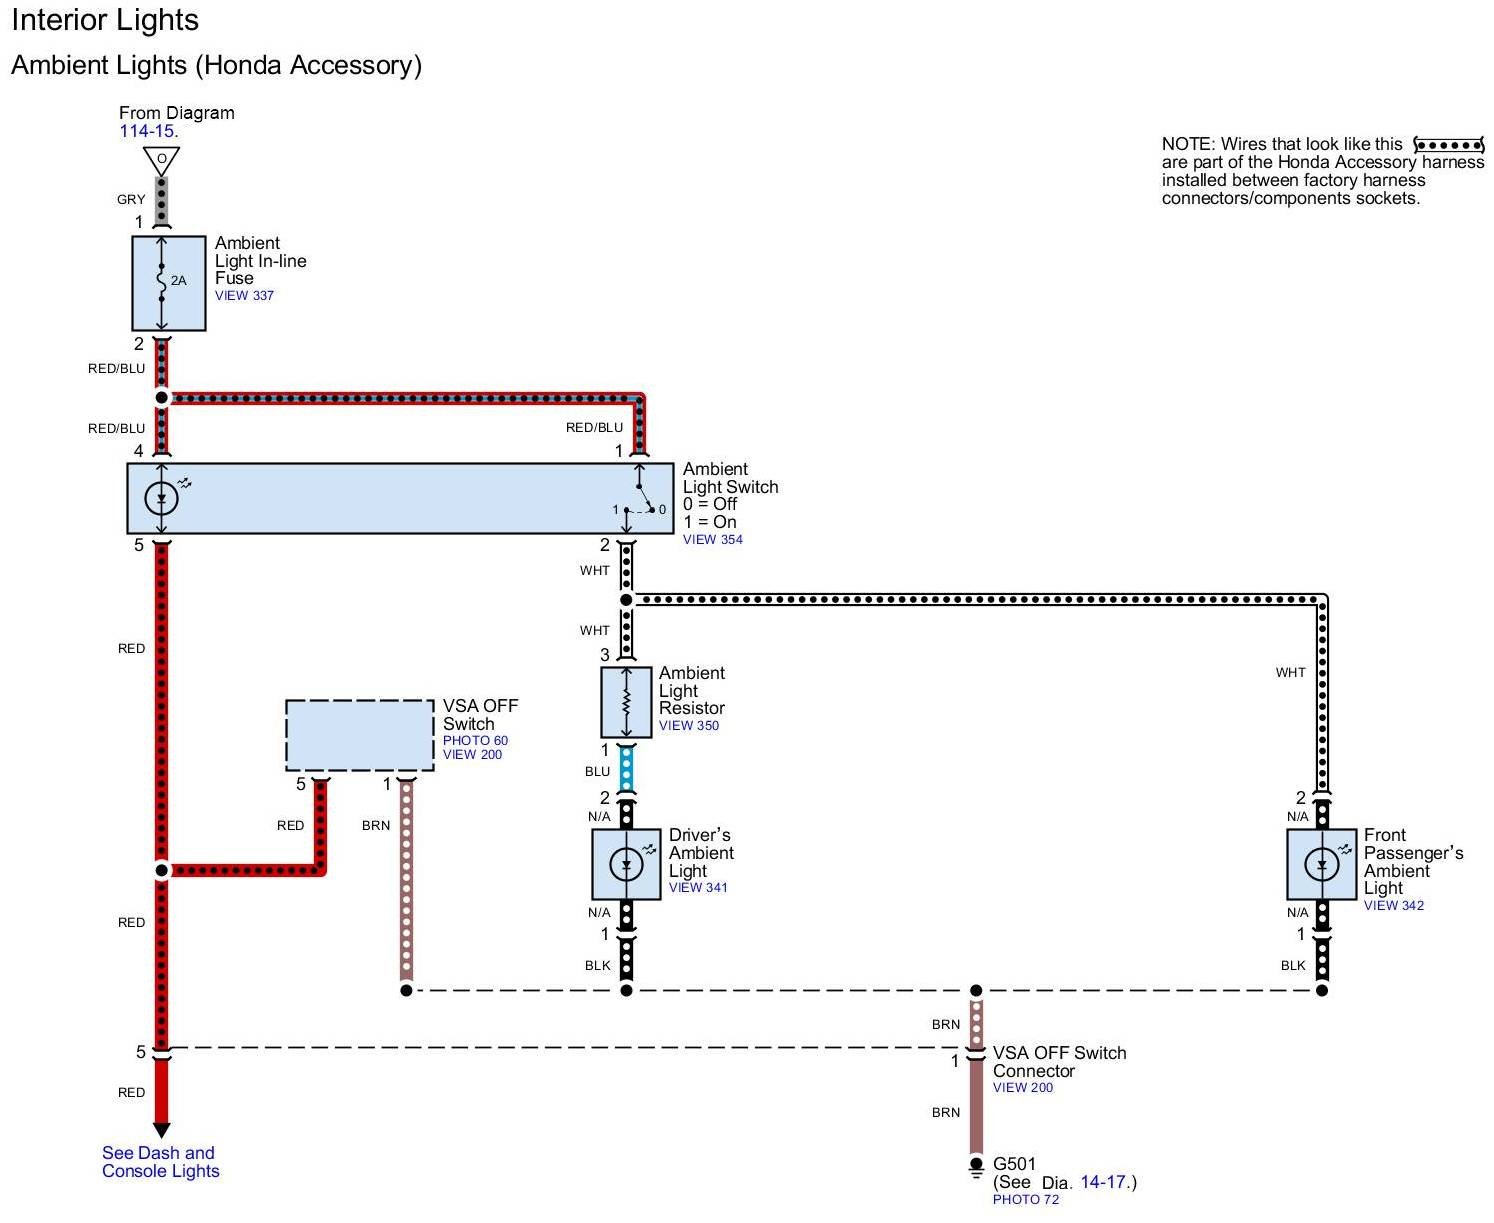 Interior Lights
Ambient Lights (Honda Accessory)
From Diagram
114-15.
O
GRY
1
Ambient
Light In-line
Fuse
VIEW 337
2A
2
RED/BLU
RED/BLU
4
RED/BLU
1
Ambient
Light Switch
0 = Off
1 = On
VIEW 354
1
0
5
2
WHT
WHT
3
RED
Ambient
Light
Resistor
VIEW 350
WHT
VSA OFF
Switch
PHOTO 60
VIEW 200
5
1
RED
BRN
1
BLU
2
N/A
Driver's
Ambient
Light
VIEW 341
N/A
1
BLK
2
N/A
Front
Passenger's
Ambient
Light
VIEW 342
N/A
1
BLK
RED
5
RED
See Dash and
Console Lights
BRN
1
VSA OFF Switch
Connector
VIEW 200
BRN
G501
(See Dia. 14-17.)
PHOTO 72
NOTE: Wires that look like this
are part of the Honda Accessory harness
installed between factory harness
connectors/components sockets.